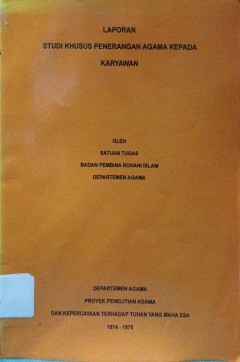 LAPORAN
STUDI KHUSUS PENERANGAN AGAMA KEPADA
KARYAWAN
OLEH
SATUAN TUGAS
BADAN PEMBINA ROHANI ISLAM
DEPARTEMEN AGAMA
DEPARTEMEN AGAMA
PROYEK PENELITIAN AGAMA
DAN KEPERCAYAAN TERHADAP TUHAN YANG MAHA ESA
1974 - 1975